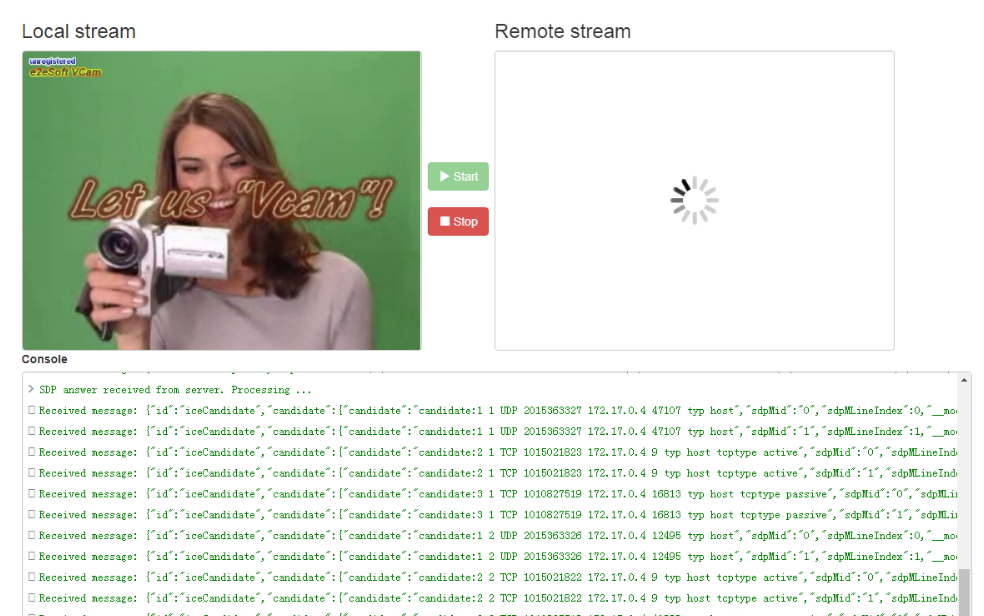 Local stream
Remote stream
unregistered
e2eSoft VCam
Let us "Vcam"!
Start
Stop
Console
> SDP answer received from server. Processing ...
Received message: {"id":"iceCandidate","candidate":{"candidate":"candidate:1 1 UDP 2015363327 172.17.0.4 47107 typ host","sdpMid":"0","sdpMLineIndex":0,"__mo
Received message: {"id":"iceCandidate","candidate":{"candidate":"candidate:1 1 UDP 2015363327 172.17.0.4 47107 typ host","sdpMid":"1","sdpMLineIndex":1,"__mo
Received message: {"id":"iceCandidate","candidate":{"candidate":"candidate:2 1 TCP 1015021823 172.17.0.4 9 typ host tcptype active","sdpMid":"0","sdpMLineInd
Received message: {"id":"iceCandidate","candidate":{"candidate":"candidate:2 1 TCP 1015021823 172.17.0.4 9 typ host tcptype active","sdpMid":"1","sdpMLineInd
Received message: {"id":"iceCandidate","candidate":{"candidate":"candidate:3 1 TCP 1010827519 172.17.0.4 16813 typ host tcptype passive","sdpMid":"0","sdpMLi
Received message: {"id":"iceCandidate","candidate":{"candidate":"candidate:3 1 TCP 1010827519 172.17.0.4 16813 typ host tcptype passive","sdpMid":"1","sdpMLi
Received message: {"id":"iceCandidate","candidate":{"candidate":"candidate:1 2 UDP 2015363326 172.17.0.4 12495 typ host","sdpMid":"0","sdpMLineIndex":0,"__mo
Received message: {"id":"iceCandidate","candidate":{"candidate":"candidate:1 2 UDP 2015363326 172.17.0.4 12495 typ host","sdpMid":"1","sdpMLineIndex":1,"__mo
Received message: {"id":"iceCandidate","candidate":{"candidate":"candidate:2 2 TCP 1015021822 172.17.0.4 9 typ host tcptype active","sdpMid":"0","sdpMLineInd
Received message: {"id":"iceCandidate","candidate":{"candidate":"candidate:2 2 TCP 1015021822 172.17.0.4 9 typ host tcptype active","sdpMid":"1","sdpMLineInd